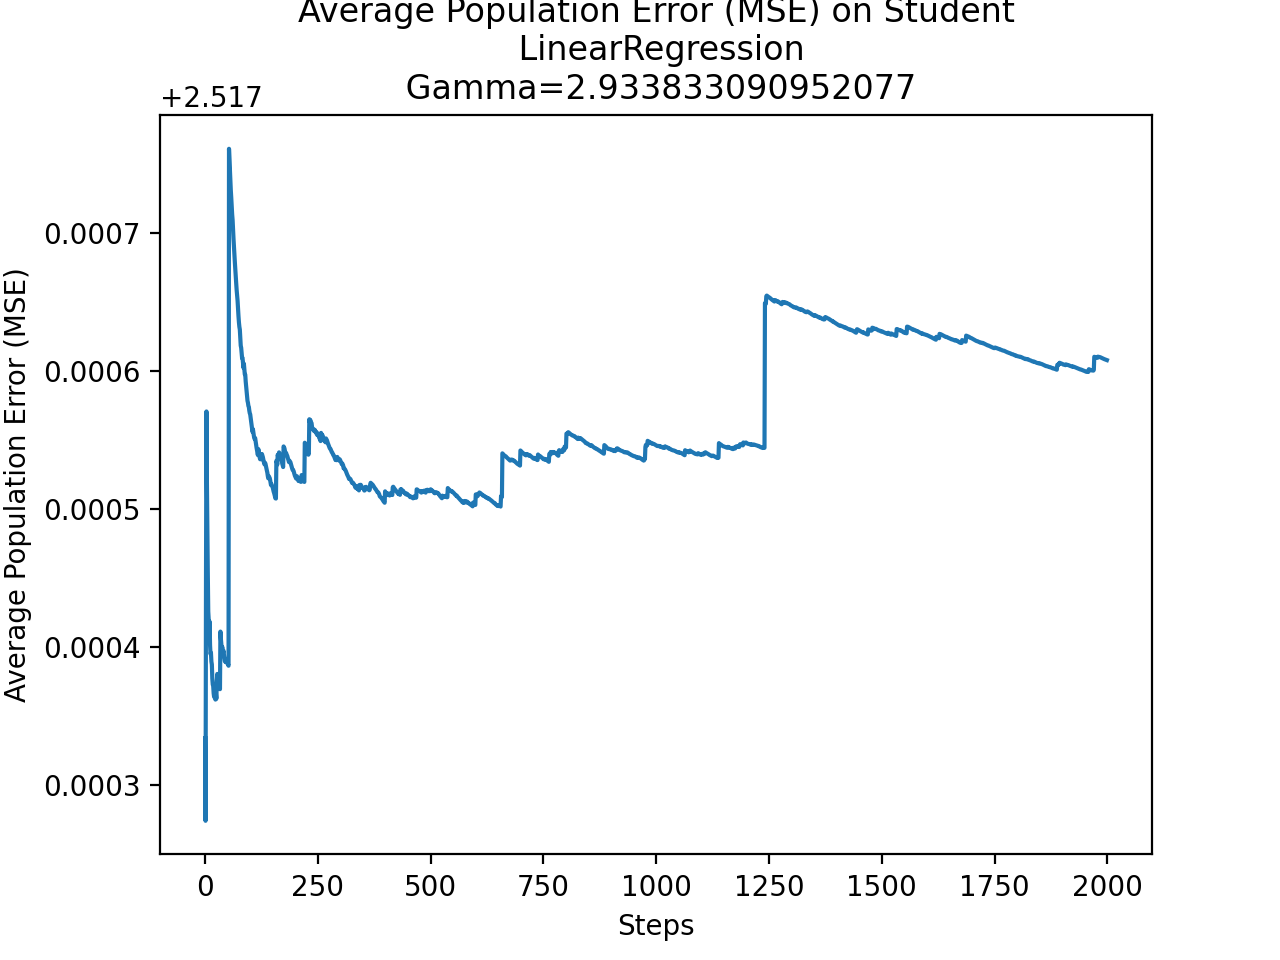 Average Population Error (MSE) on Student
LinearRegression
Gamma=2.933833090952077
+2.517
0.0007
0.0006
0.0005
0.0004
0.0003
Average Population Error (MSE)
0 250 500 750 1000 1250 1500 1750 2000
Steps